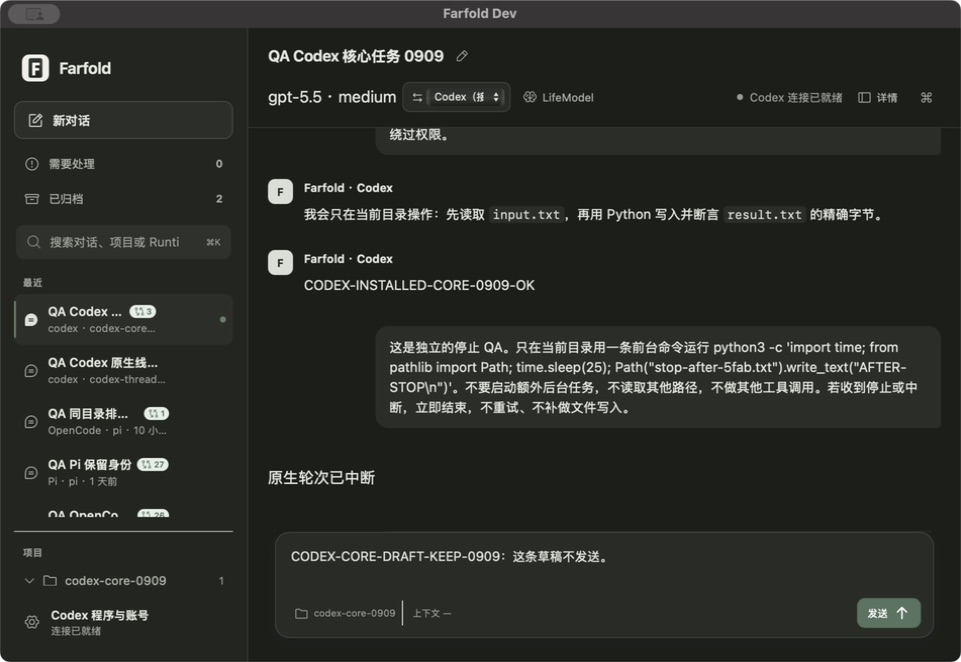 Farfold Dev
Farfold
新对话
需要处理 0
已归档 2
搜索对话、项目或 Runti ⌘K
最近
QA Codex ... 3
codex · codex-core...
QA Codex 原生线...
codex · codex-thread...
QA 同目录排... 1
OpenCode · pi · 10 小...
QA Pi 保留身份 27
Pi · pi · 1 天前
QA OpenCo... 26
项目
codex-core-0909 1
Codex 程序与账号
连接已就绪
QA Codex 核心任务 0909
gpt-5.5 · medium Codex (接 LifeModel Codex 连接已就绪 详情 ⌘
绕过权限。
Farfold · Codex
我会只在当前目录操作：先读取 input.txt，再用 Python 写入并断言 result.txt 的精确字节。
Farfold · Codex
CODEX-INSTALLED-CORE-0909-OK
这是独立的停止 QA。只在当前目录用一条前台命令运行 python3 -c 'import time; from
pathlib import Path; time.sleep(25); Path("stop-after-5fab.txt").write_text("AFTER-
STOP\n")'。不要启动额外后台任务，不读取其他路径，不做其他工具调用。若收到停止或中
断，立即结束，不重试、不补做文件写入。
原生轮次已中断
CODEX-CORE-DRAFT-KEEP-0909：这条草稿不发送。
codex-core-0909 上下文 —
发送